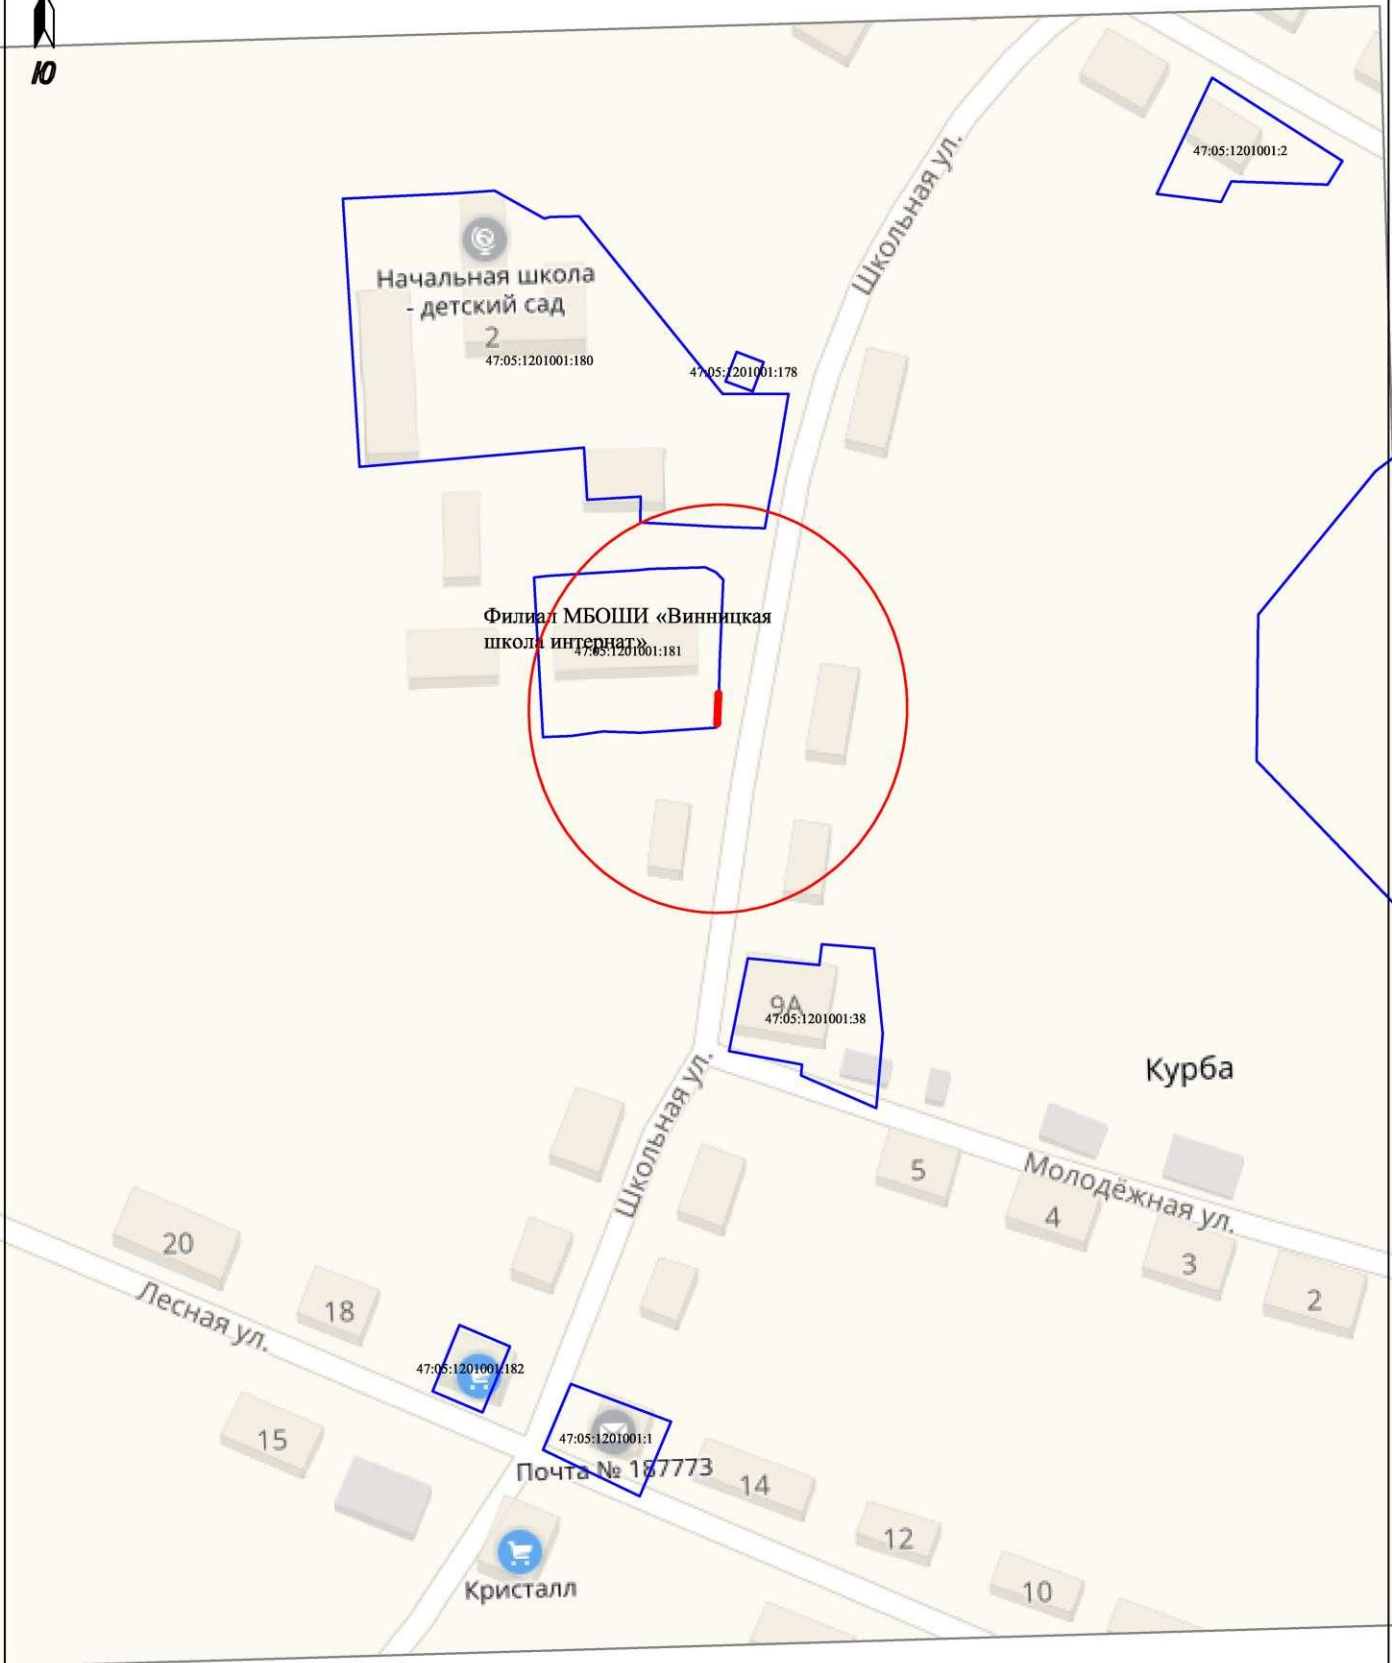 Ю
Школьная ул.
47:05:1201001:2
Начальная школа
- детский сад
2
47:05:1201001:180
47:05:1201001:178
Филиал МБОШИ «Винницкая
школа интернат»
47:05:1201001:181
9А
47:05:1201001:38
Курба
Школьная ул.
5
Молодёжная ул.
4
3
2
20
18
Лесная ул.
47:05:1201001:182
15
47:05:1201001:1
Почта № 187773
14
12
10
Кристалл